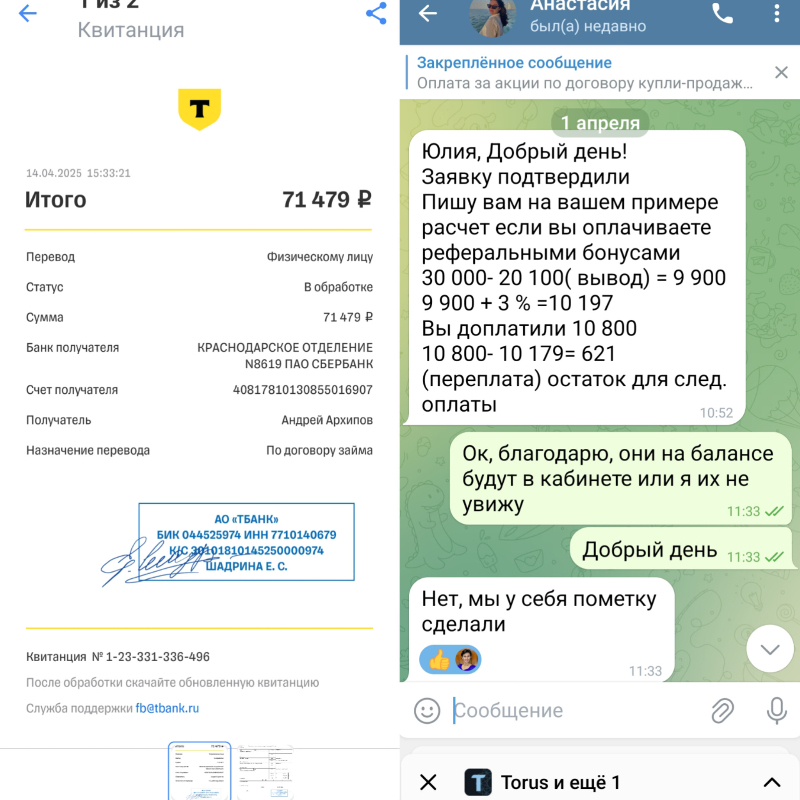 1 из 2
Квитанция
14.04.2025 15:33:21
Итого 71 479 ₽
Перевод Физическому лицу
Статус В обработке
Сумма 71 479 ₽
Банк получателя КРАСНОДАРСКОЕ ОТДЕЛЕНИЕ
N8619 ПАО СБЕРБАНК
Счет получателя 40817810130855016907
Получатель Андрей Архипов
Назначение перевода По договору займа
АО «ТБАНК»
БИК 044525974 ИНН 7710140679
К/С 30101810145250000974
ШАДРИНА Е. С.
Квитанция № 1-23-331-336-496
После обработки скачайте обновленную квитанцию
Служба поддержки fb@tbank.ru
Анастасия
был(а) недавно
Закреплённое сообщение
Оплата за акции по договору купли-продаж...
1 апреля
Юлия, Добрый день!
Заявку подтвердили
Пишу вам на вашем примере
расчет если вы оплачиваете
реферальными бонусами
30 000- 20 100( вывод) = 9 900
9 900 + 3 % =10 197
Вы доплатили 10 800
10 800- 10 179= 621
(переплата) остаток для след.
оплаты
10:52
Ок, благодарю, они на балансе
будут в кабинете или я их не
увижу
11:33
Добрый день 11:33
Нет, мы у себя пометку
сделали
11:33
Сообщение
Torus и ещё 1